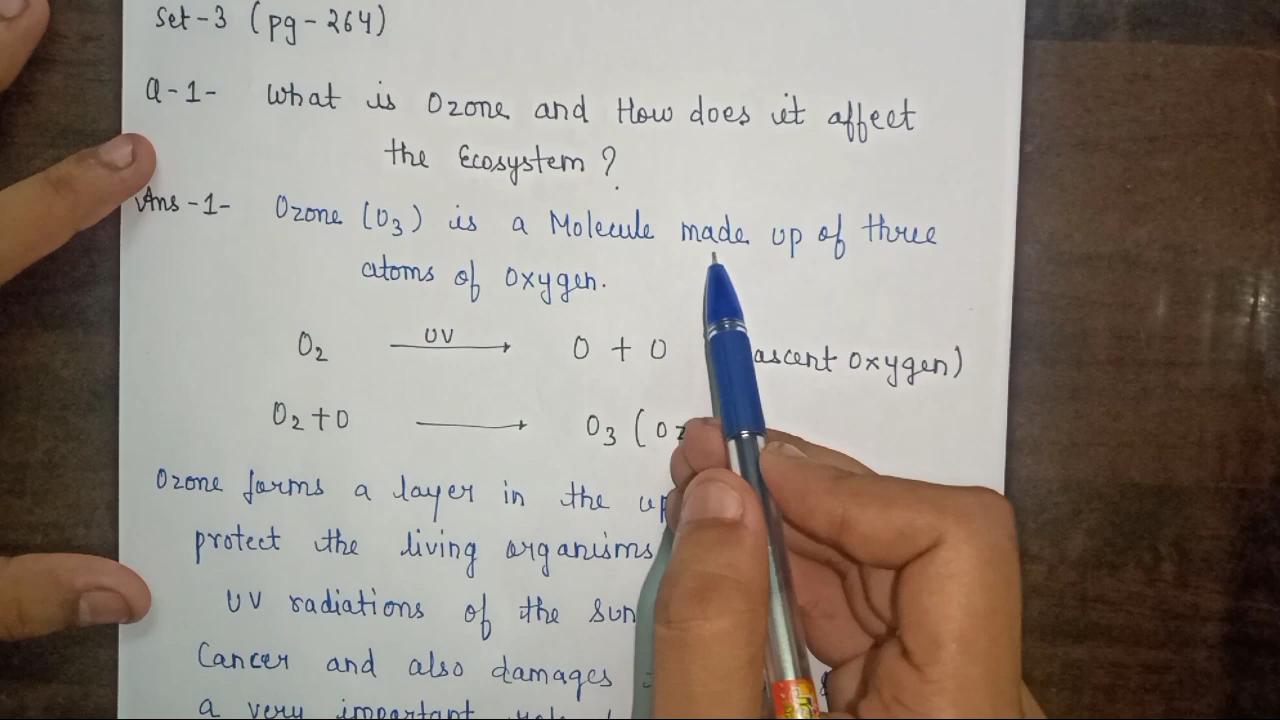 Set-3 (pg-264)
Q-1- What is Ozone and How does it affect
the Ecosystem?
Ans-1- Ozone (O3) is a Molecule made up of three
atoms of oxygen.
O2 UV → O + O ascent oxygen)
O2+O → O3 (
Ozone forms a layer in the
protect the living organisms
UV radiations of the Sun
Cancer and also damages
a very important